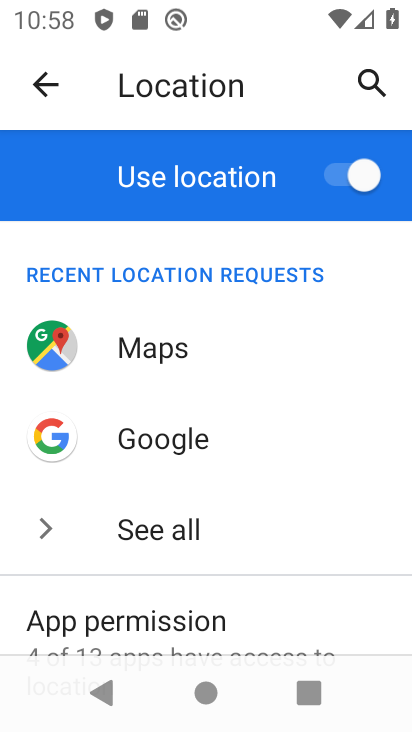 10:58
Location
Use location
RECENT LOCATION REQUESTS
G
Maps
Google
See all
App permission
4 of 13 apps have access to
location